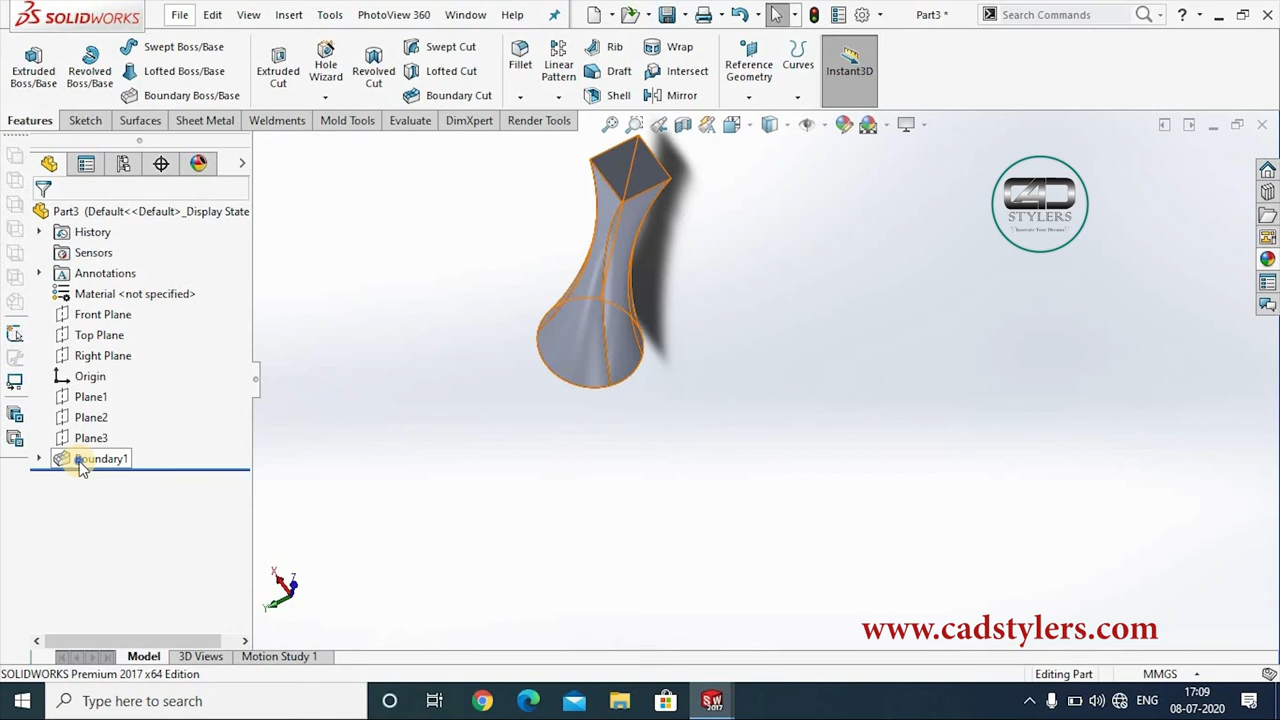 SOLIDWORKS File Edit View Insert Tools PhotoView 360 Window Help Part3 * Search Commands ?
Extruded Boss/Base
Revolved Boss/Base
Swept Boss/Base
Lofted Boss/Base
Boundary Boss/Base
Extruded Cut
Hole Wizard
Revolved Cut
Swept Cut
Lofted Cut
Boundary Cut
Fillet
Linear Pattern
Rib
Draft
Shell
Wrap
Intersect
Mirror
Reference Geometry
Curves
Instant3D
Features Sketch Surfaces Sheet Metal Weldments Mold Tools Evaluate DimXpert Render Tools
Part3 (Default<<Default>_Display State
History
Sensors
Annotations
Material <not specified>
Front Plane
Top Plane
Right Plane
Origin
Plane1
Plane2
Plane3
Boundary1
CAD
STYLERS
Innovate Your Dreams
X
Z
Y
www.cadstylers.com
Model 3D Views Motion Study 1
SOLIDWORKS Premium 2017 x64 Edition Editing Part MMGS
Type here to search
SW
2017
ENG
17:09
08-07-2020